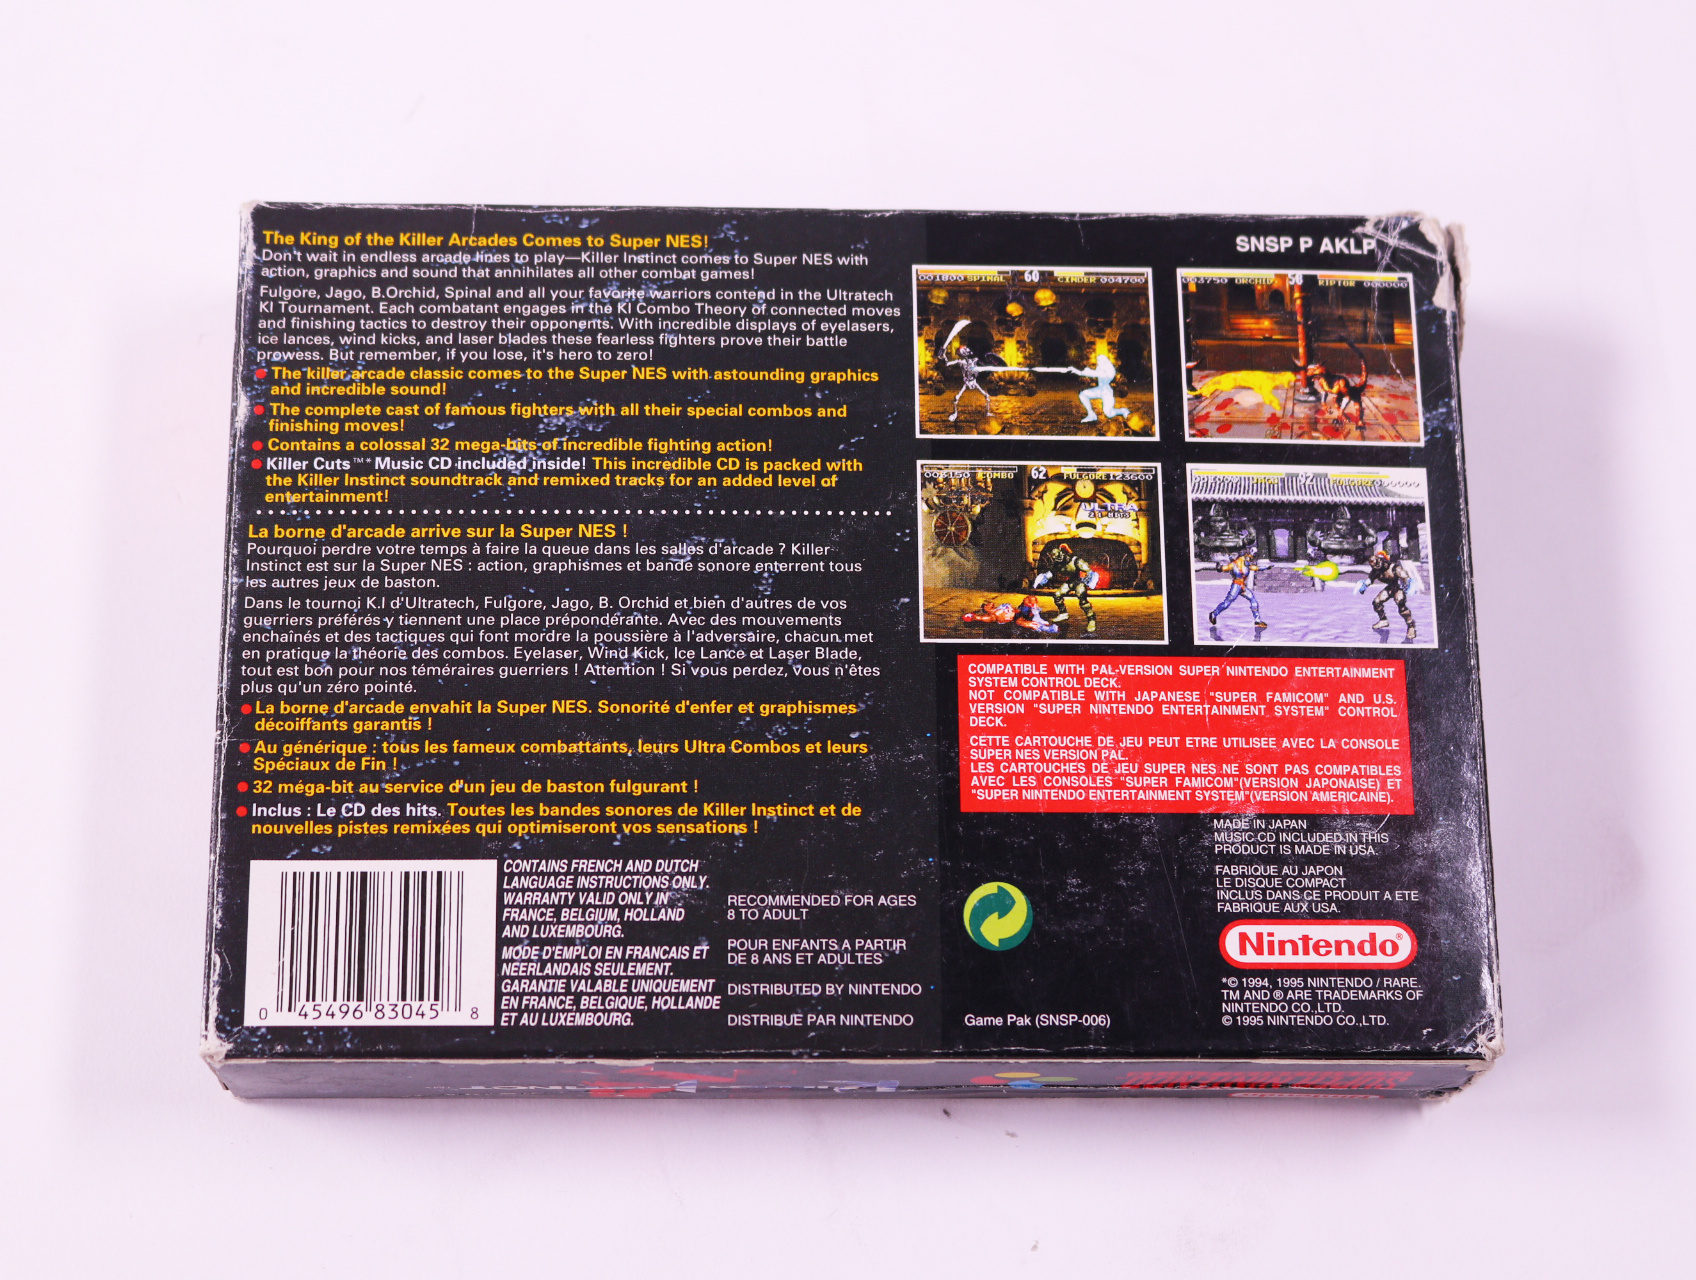 The King of the Killer Arcades Comes to Super NES!
Don't wait in endless arcade lines to play—Killer Instinct comes to Super NES with
action, graphics and sound that annihilates all other combat games!
Fulgore, Jago, B.Orchid, Spinal and all your favorite warriors contend in the Ultratech
KI Tournament. Each combatant engages in the KI Combo Theory of connected moves
and finishing tactics to destroy their opponents. With incredible displays of eyelasers,
ice lances, wind kicks, and laser blades these fearless fighters prove their battle
prowess. But remember, if you lose, it's hero to zero!
The killer arcade classic comes to the Super NES with astounding graphics
and incredible sound!
The complete cast of famous fighters with all their special combos and
finishing moves!
Contains a colossal 32 mega-bits of incredible fighting action!
Killer Cuts™* Music CD included inside! This incredible CD is packed with
the Killer Instinct soundtrack and remixed tracks for an added level of
entertainment!
La borne d'arcade arrive sur la Super NES !
Pourquoi perdre votre temps à faire la queue dans les salles d'arcade ? Killer
Instinct est sur la Super NES : action, graphismes et bande sonore enterrent tous
les autres jeux de baston.
Dans le tournoi K.I d'Ultratech, Fulgore, Jago, B. Orchid et bien d'autres de vos
guerriers préférés y tiennent une place prépondérante. Avec des mouvements
enchaînés et des tactiques qui font mordre la poussière à l'adversaire, chacun met
en pratique la théorie des combos. Eyelaser, Wind Kick, Ice Lance et Laser Blade,
tout est bon pour nos téméraires guerriers ! Attention ! Si vous perdez, vous n'êtes
plus qu'un zéro pointé.
La borne d'arcade envahit la Super NES. Sonorité d'enfer et graphismes
décoiffants garantis !
Au générique : tous les fameux combattants, leurs Ultra Combos et leurs
Spéciaux de Fin !
32 méga-bit au service d'un jeu de baston fulgurant !
Inclus : Le CD des hits. Toutes les bandes sonores de Killer Instinct et de
nouvelles pistes remixées qui optimiseront vos sensations !
0 45496 83045 8
CONTAINS FRENCH AND DUTCH
LANGUAGE INSTRUCTIONS ONLY.
WARRANTY VALID ONLY IN
FRANCE, BELGIUM, HOLLAND
AND LUXEMBOURG.
MODE D'EMPLOI EN FRANCAIS ET
NEERLANDAIS SEULEMENT.
GARANTIE VALABLE UNIQUEMENT
EN FRANCE, BELGIQUE, HOLLANDE
ET AU LUXEMBOURG.
RECOMMENDED FOR AGES
8 TO ADULT
POUR ENFANTS A PARTIR
DE 8 ANS ET ADULTES
DISTRIBUTED BY NINTENDO
DISTRIBUE PAR NINTENDO
SNSP P AKLP
001800 SPINAL 60 CINDER 004700
003750 ORCHID RIPTOR 000000
COMBO 62 FULGORE 123600
ULTRA
JAGO FULGORE
COMPATIBLE WITH PAL-VERSION SUPER NINTENDO ENTERTAINMENT
SYSTEM CONTROL DECK.
NOT COMPATIBLE WITH JAPANESE "SUPER FAMICOM" AND U.S.
VERSION "SUPER NINTENDO ENTERTAINMENT SYSTEM" CONTROL
DECK.
CETTE CARTOUCHE DE JEU PEUT ETRE UTILISEE AVEC LA CONSOLE
SUPER NES VERSION PAL.
LES CARTOUCHES DE JEU SUPER NES NE SONT PAS COMPATIBLES
AVEC LES CONSOLES "SUPER FAMICOM"(VERSION JAPONAISE) ET
"SUPER NINTENDO ENTERTAINMENT SYSTEM"(VERSION AMERICAINE).
MADE IN JAPAN
MUSIC CD INCLUDED IN THIS
PRODUCT IS MADE IN USA.
FABRIQUE AU JAPON
LE DISQUE COMPACT
INCLUS DANS CE PRODUIT A ETE
FABRIQUE AUX USA.
Nintendo®
*© 1994, 1995 NINTENDO / RARE.
TM AND ® ARE TRADEMARKS OF
NINTENDO CO.,LTD.
© 1995 NINTENDO CO.,LTD.
Game Pak (SNSP-006)